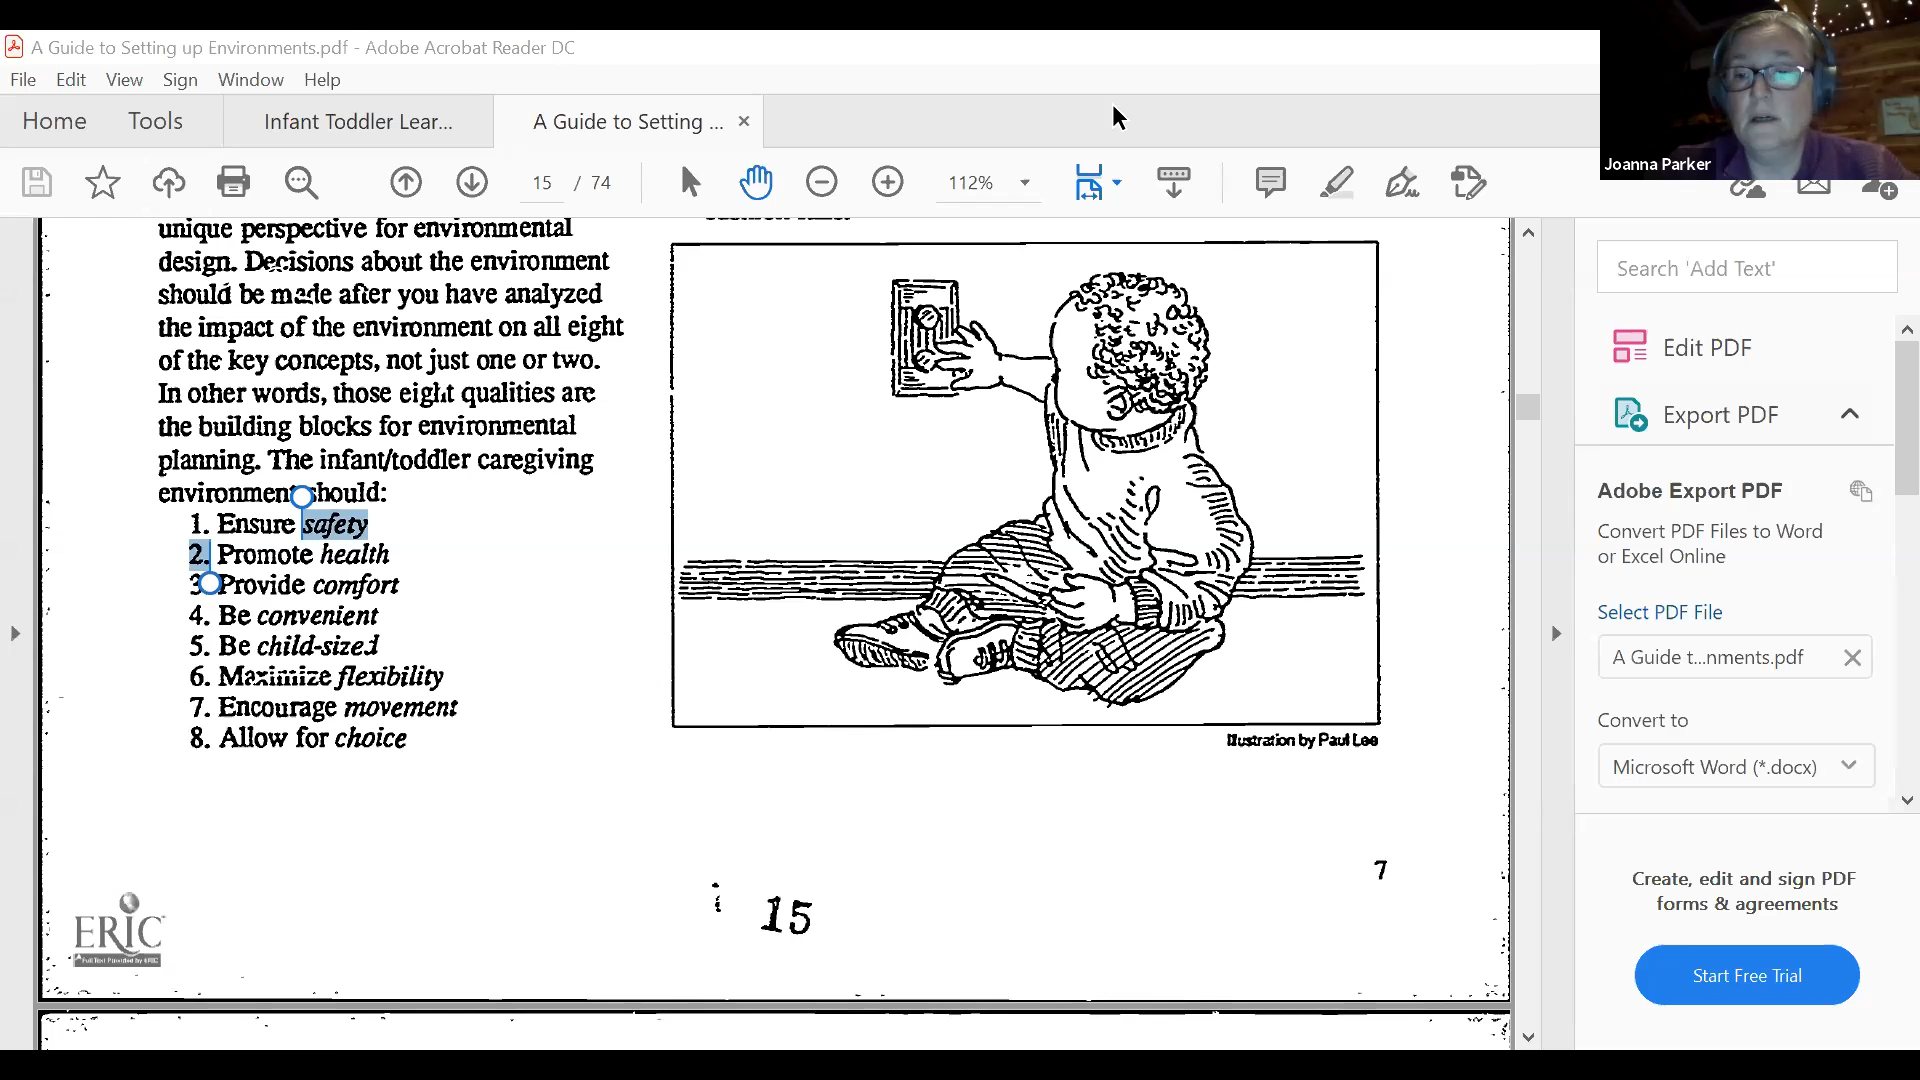 A Guide to Setting up Environments.pdf - Adobe Acrobat Reader DC
File Edit View Sign Window Help
Home Tools Infant Toddler Lear... A Guide to Setting ... ×
15 / 74 112%
Joanna Parker
unique perspective for environmental
design. Decisions about the environment
should be made after you have analyzed
the impact of the environment on all eight
of the key concepts, not just one or two.
In other words, those eight qualities are
the building blocks for environmental
planning. The infant/toddler caregiving
environment should:
1. Ensure safety
2. Promote health
3. Provide comfort
4. Be convenient
5. Be child-sized
6. Maximize flexibility
7. Encourage movement
8. Allow for choice
Illustration by Paul Lee
7
15
ERIC
Full Text Provided by ERIC
Search 'Add Text'
Edit PDF
Export PDF
Adobe Export PDF
Convert PDF Files to Word
or Excel Online
Select PDF File
A Guide t...nments.pdf
Convert to
Microsoft Word (*.docx)
Create, edit and sign PDF
forms & agreements
Start Free Trial